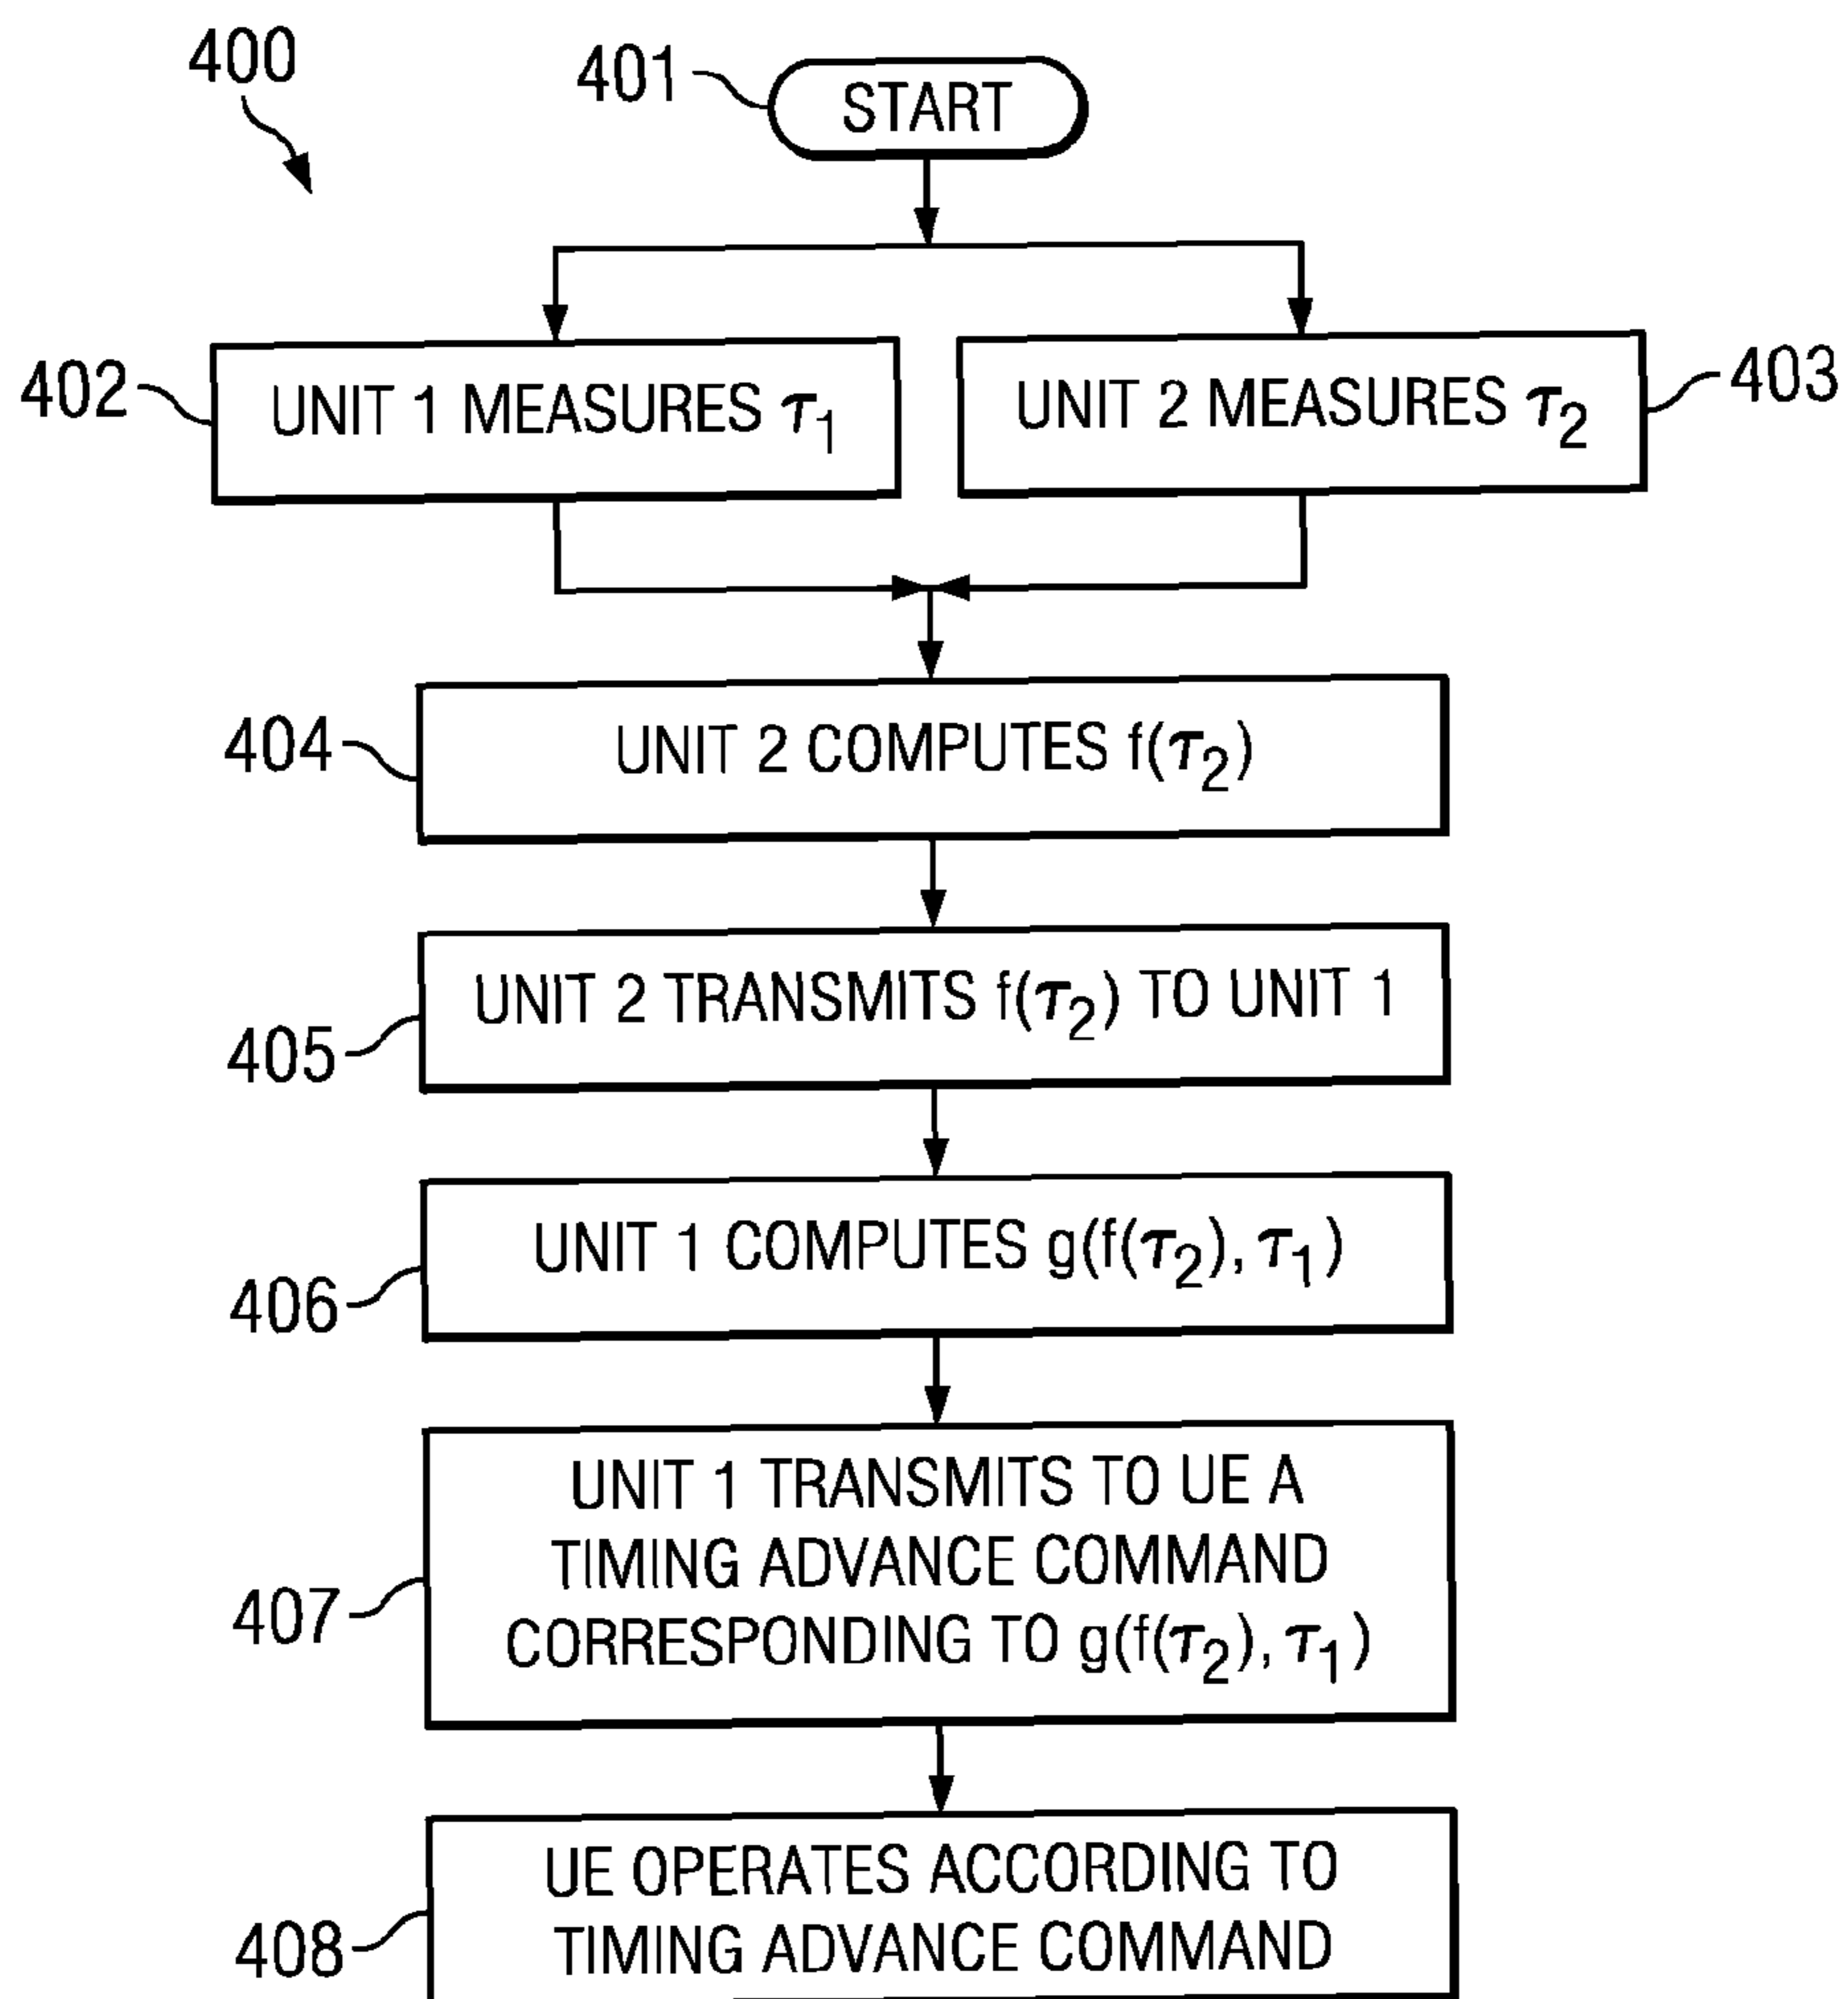 400
401
START
402
UNIT 1 MEASURES τ1
UNIT 2 MEASURES τ2
403
404
UNIT 2 COMPUTES f(τ2)
405
UNIT 2 TRANSMITS f(τ2) TO UNIT 1
406
UNIT 1 COMPUTES g(f(τ2), τ1)
407
UNIT 1 TRANSMITS TO UE A
TIMING ADVANCE COMMAND
CORRESPONDING TO g(f(τ2), τ1)
408
UE OPERATES ACCORDING TO
TIMING ADVANCE COMMAND